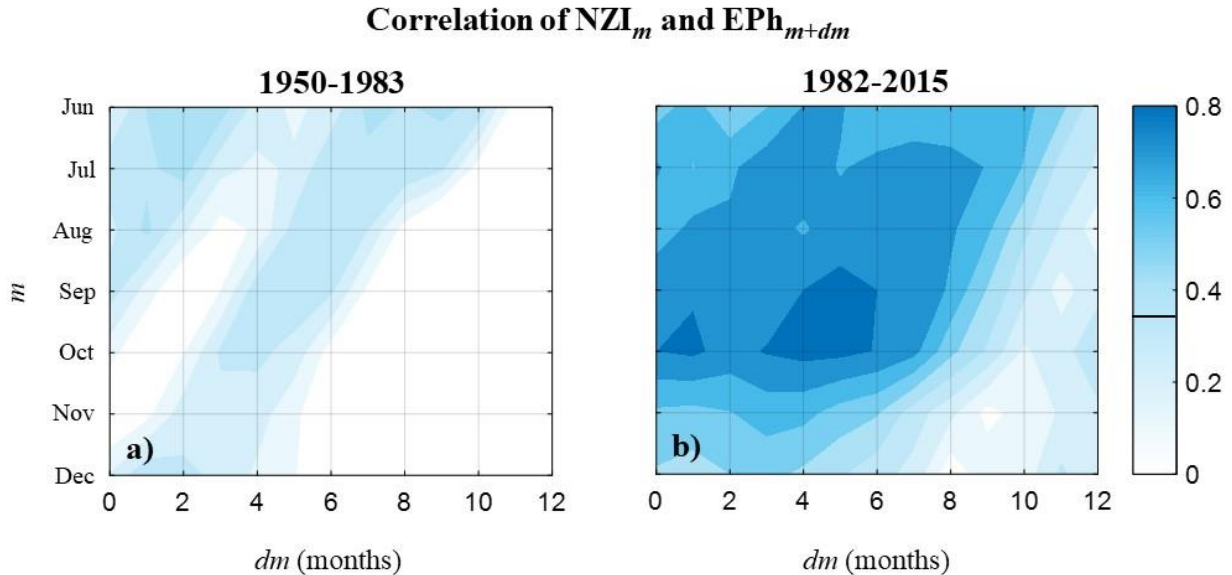 Correlation of NZIm and EPhm+dm
1950-1983
1982-2015
Jun
Jul
Aug
Sep
Oct
Nov
Dec
m
a)
0 2 4 6 8 10 12
dm (months)
b)
0 2 4 6 8 10 12
dm (months)
0.8
0.6
0.4
0.2
0